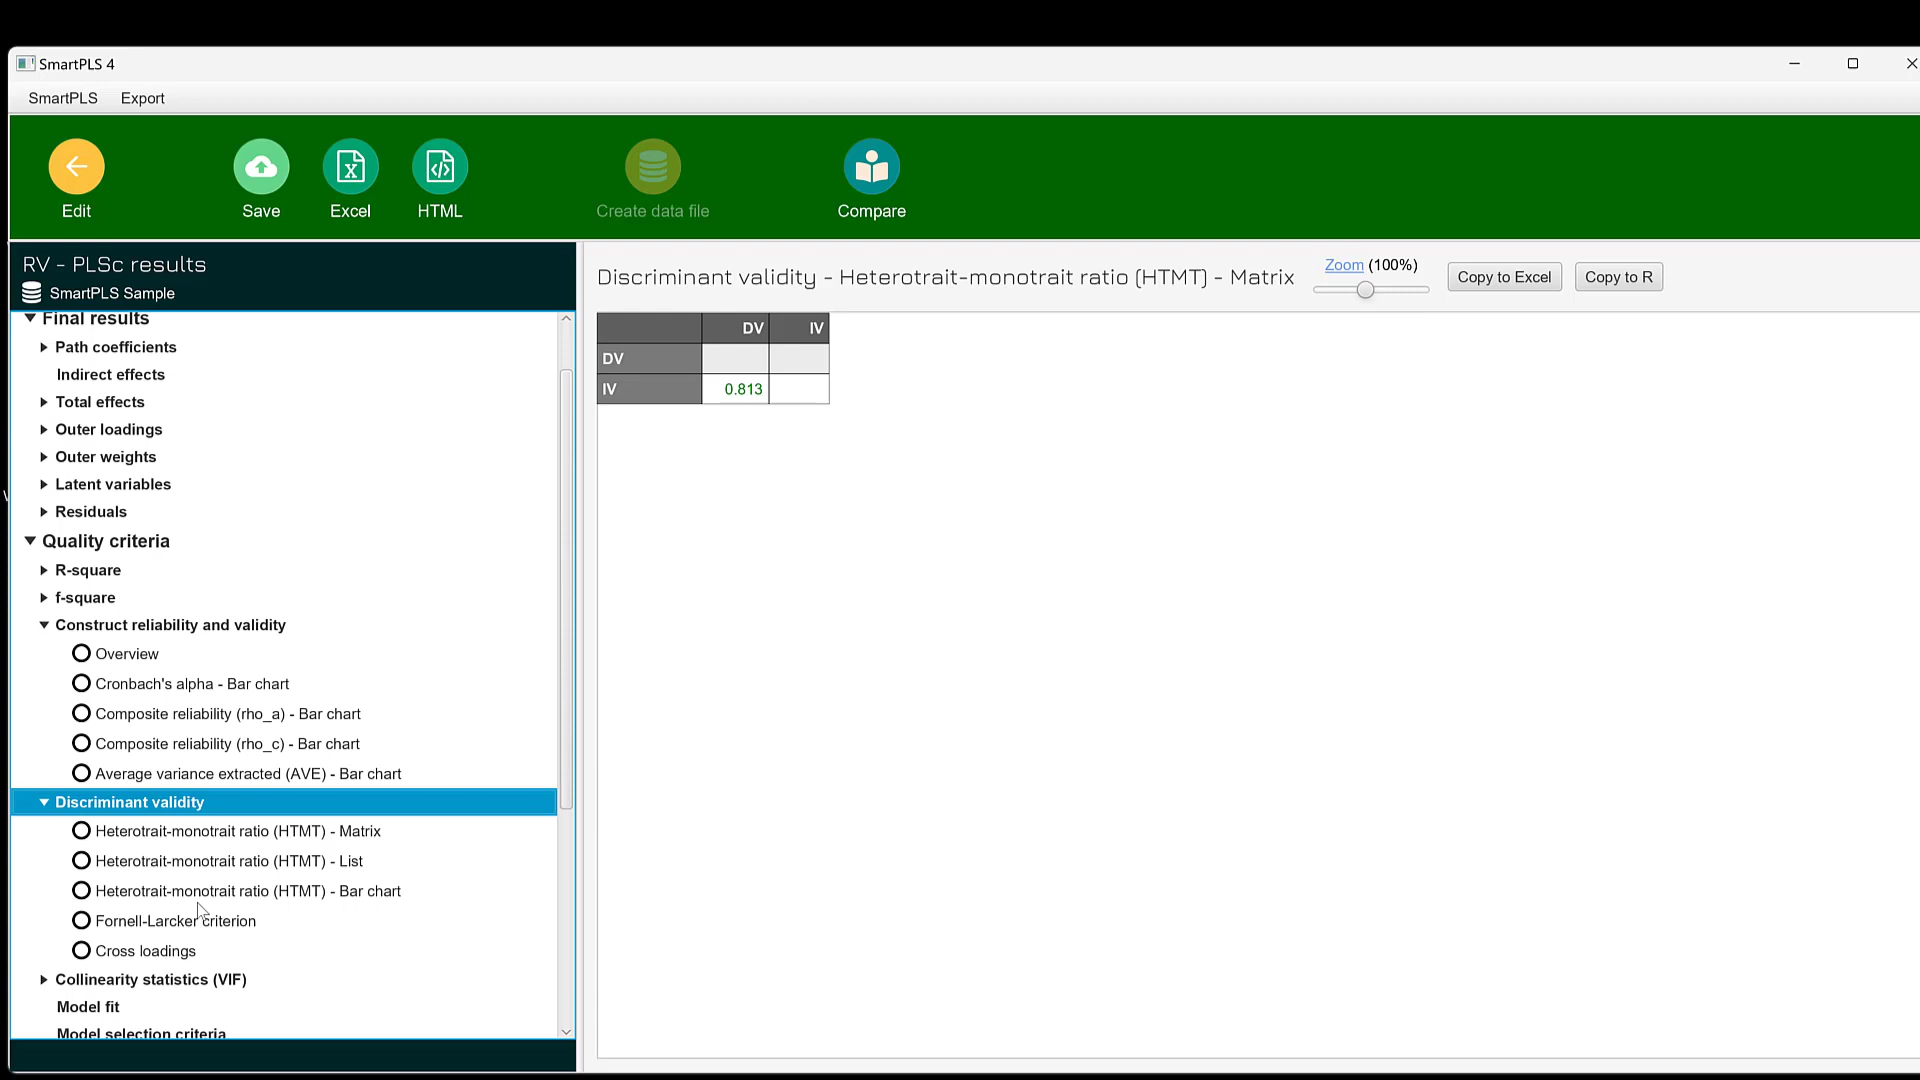 SmartPLS 4
SmartPLS Export
Edit Save Excel HTML Create data file Compare
RV - PLSc results
SmartPLS Sample
Final results
Path coefficients
Indirect effects
Total effects
Outer loadings
Outer weights
Latent variables
Residuals
Quality criteria
R-square
f-square
Construct reliability and validity
Overview
Cronbach's alpha - Bar chart
Composite reliability (rho_a) - Bar chart
Composite reliability (rho_c) - Bar chart
Average variance extracted (AVE) - Bar chart
Discriminant validity
Heterotrait-monotrait ratio (HTMT) - Matrix
Heterotrait-monotrait ratio (HTMT) - List
Heterotrait-monotrait ratio (HTMT) - Bar chart
Fornell-Larcker criterion
Cross loadings
Collinearity statistics (VIF)
Model fit
Model selection criteria
Discriminant validity - Heterotrait-monotrait ratio (HTMT) - Matrix
Zoom (100%)
Copy to Excel
Copy to R
DV IV
DV
IV 0.813